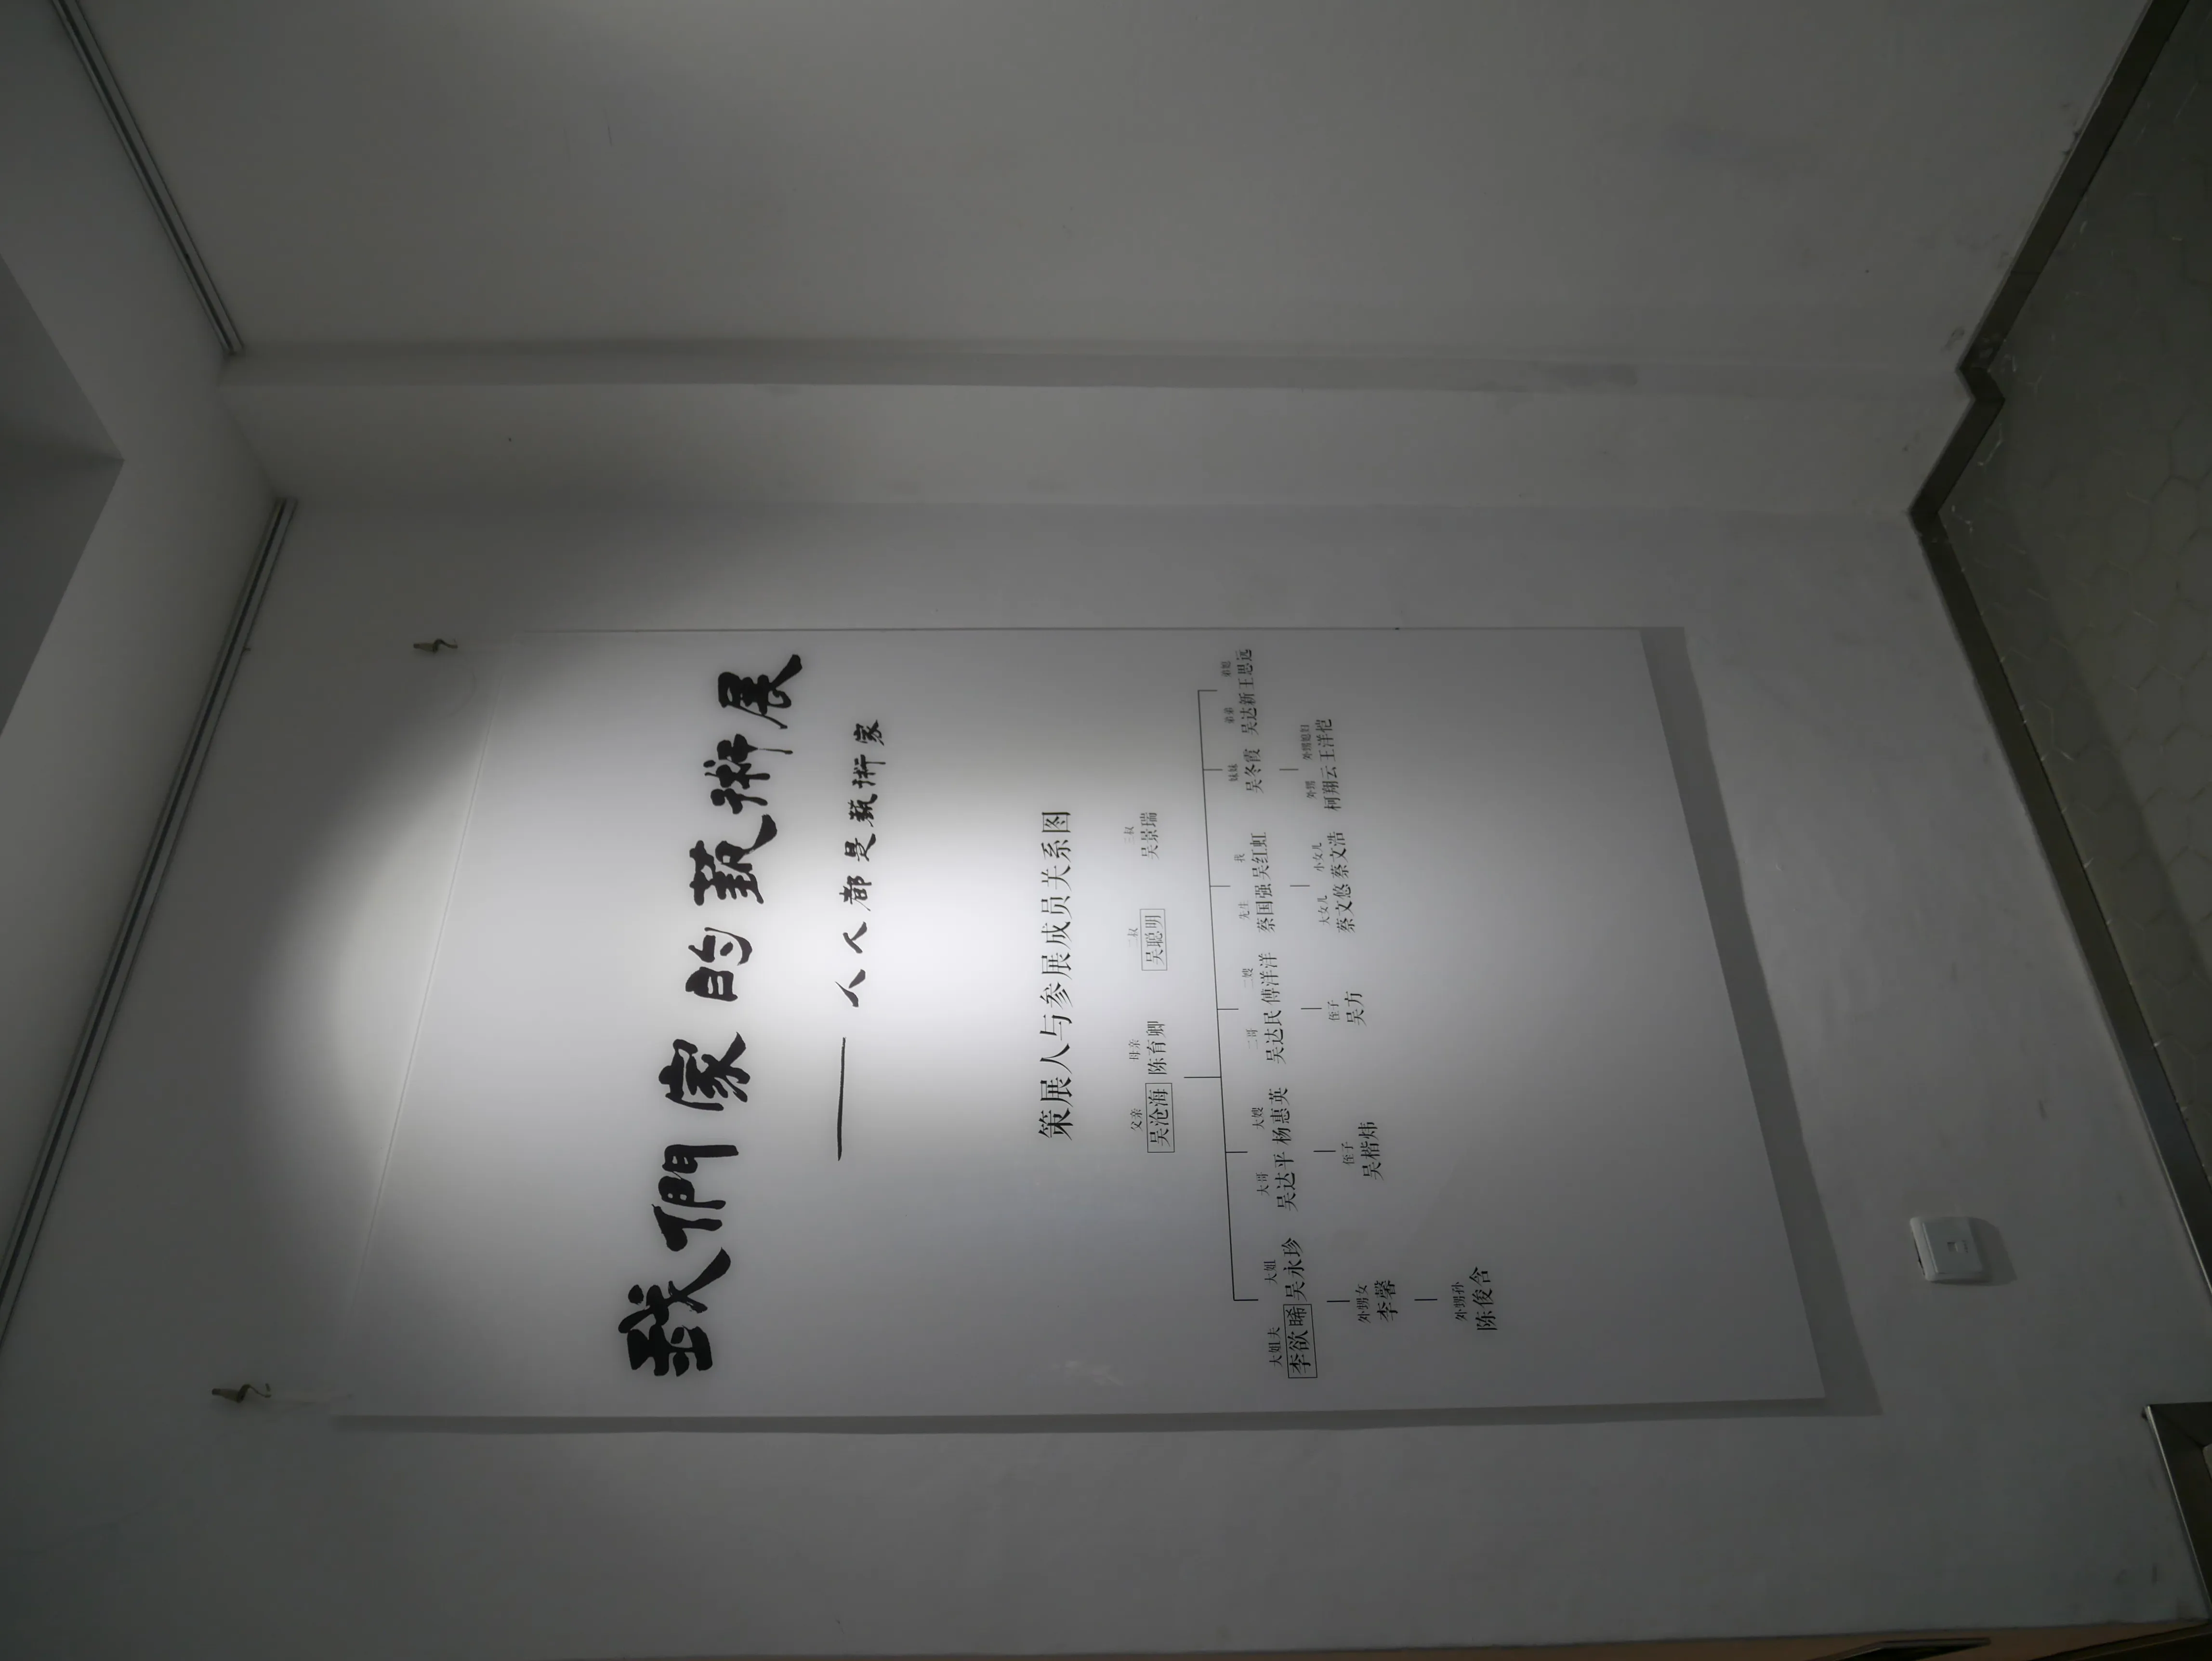 我們家的藝術展
——人人都是藝術家
策展人与参展成员关系图
父亲 母亲 二叔 三叔
吴沧海 陈育卿 吴聪明 吴景瑞
大姐夫 大姐 大哥 大嫂 二哥 二嫂 先生 我 妹妹 弟弟 弟媳
李欲晞 吴永珍 吴达平 杨惠英 吴达民 傅洋洋 蔡国强 吴红虹 吴冬霞 吴达新 王思远
外甥女 侄子 侄子 大女儿 小女儿 外甥 外甥媳妇
李馨 吴楷炜 吴方 蔡文悠 蔡文浩 柯翔云 王洋恺
外甥孙
陈俊含